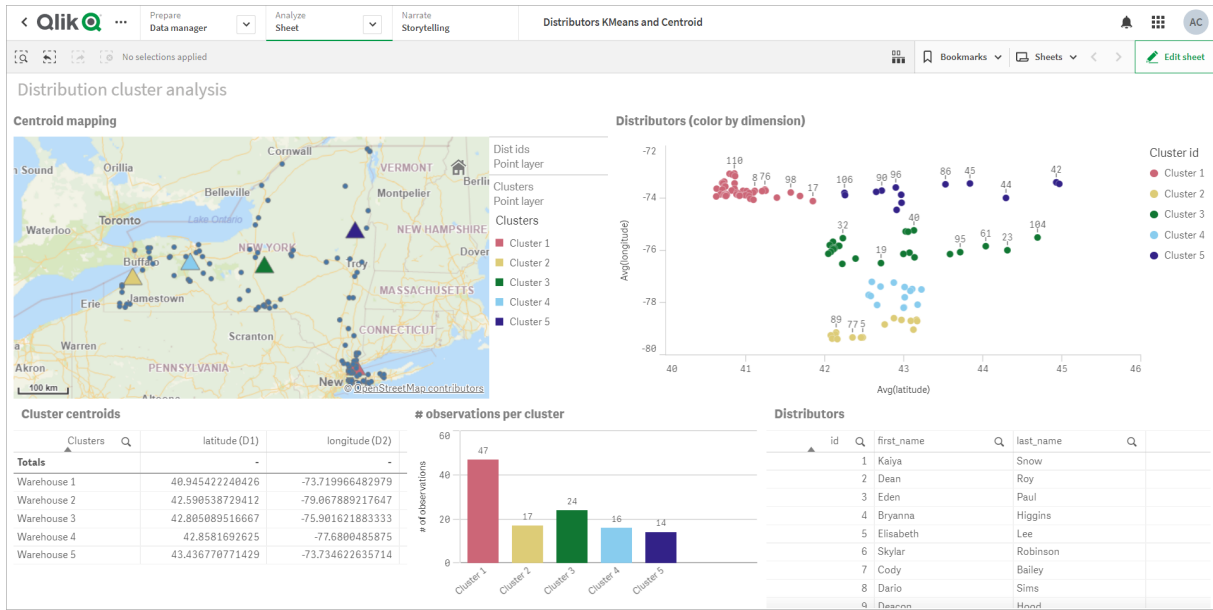 Qlik
Prepare
Data manager
Analyze
Sheet
Narrate
Storytelling
Distributors KMeans and Centroid
AC
No selections applied
Bookmarks
Sheets
Edit sheet
Distribution cluster analysis
Centroid mapping
n Sound
Orillia
Cornwall
VERMONT
Berlin
Belleville
Montpelier
Toronto
Lake Ontario
Waterloo
NEW HAMPSHIRE
NEW YORK
Dover
Buffalo
Troy
MASSACHUSETTS
Erie
Jamestown
CONNECTICUT
Scranton
a
Warren
Akron
PENNSYLVANIA
New
100 km
© OpenStreetMap contributors
Altoona
Dist ids
Point layer
Clusters
Point layer
Clusters
Cluster 1
Cluster 2
Cluster 3
Cluster 4
Cluster 5
Distributors (color by dimension)
-72
-74
-76
-78
-80
Avg(longitude)
110
8 76
98
17
106
90
96
86
45
44
42
32
40
19
95
61
23
104
89
77
5
40
41
42
43
44
45
46
Avg(latitude)
Cluster id
Cluster 1
Cluster 2
Cluster 3
Cluster 4
Cluster 5
Cluster centroids
Clusters latitude (D1) longitude (D2)
Totals - -
Warehouse 1 40.945422240426 -73.719966482979
Warehouse 2 42.590538729412 -79.067889217647
Warehouse 3 42.805089516667 -75.901621883333
Warehouse 4 42.8581692625 -77.6800485875
Warehouse 5 43.436770771429 -73.734622635714
# observations per cluster
# of observations
60
40
20
0
47
17
24
16
14
Cluster 1
Cluster 2
Cluster 3
Cluster 4
Cluster 5
Distributors
id first_name last_name
1 Kaiya Snow
2 Dean Roy
3 Eden Paul
4 Bryanna Higgins
5 Elisabeth Lee
6 Skylar Robinson
7 Cody Bailey
8 Dario Sims
9 Deacon Hood